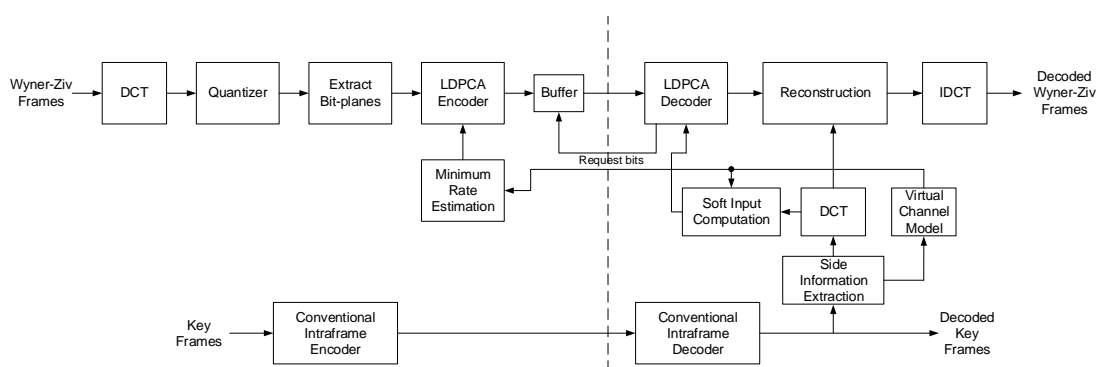 Wyner-Ziv
Frames
DCT
Quantizer
Extract
Bit-planes
LDPCA
Encoder
Buffer
LDPCA
Decoder
Reconstruction
IDCT
Decoded
Wyner-Ziv
Frames
Request bits
Minimum
Rate
Estimation
Soft Input
Computation
DCT
Virtual
Channel
Model
Side
Information
Extraction
Key
Frames
Conventional
Intraframe
Encoder
Conventional
Intraframe
Decoder
Decoded
Key
Frames